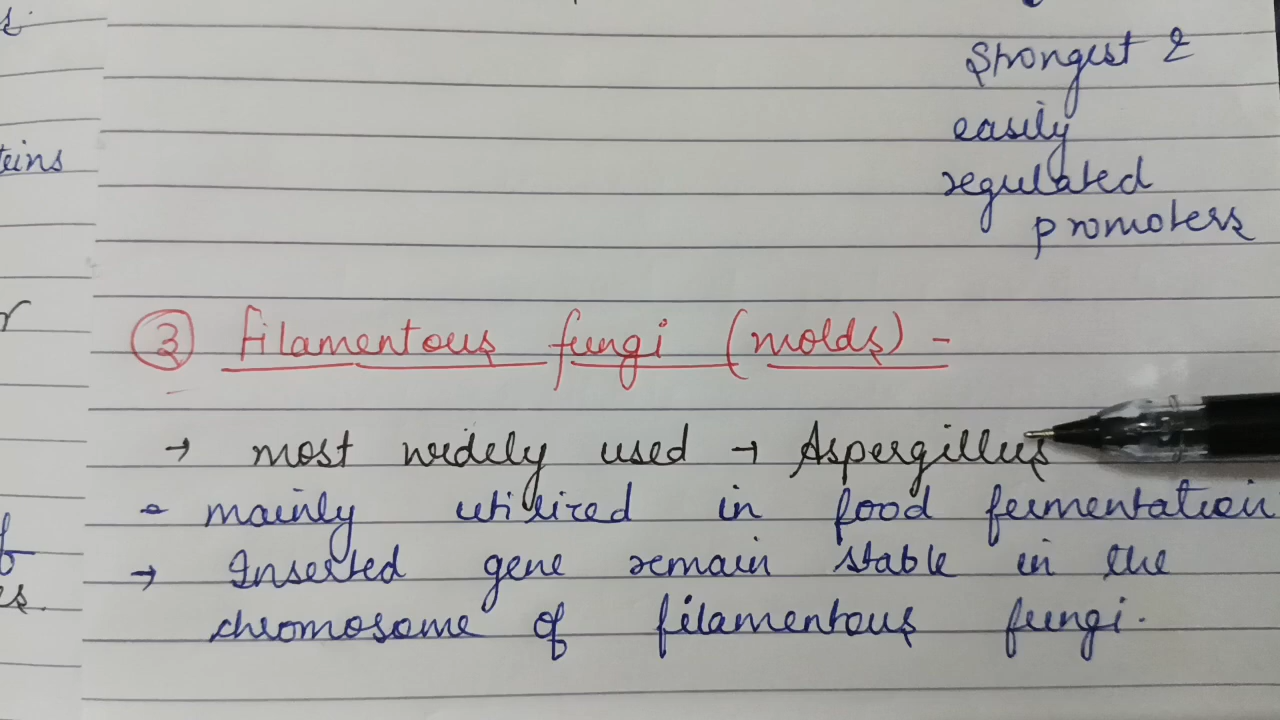 Strongest &
easily
regulated
promoters
teins
③ Filamentous fungi (molds) -
→ most widely used → Aspergillus
- mainly utilized in food fermentation
→ Inserted gene remain stable in the
chromosome of filamentous fungi.